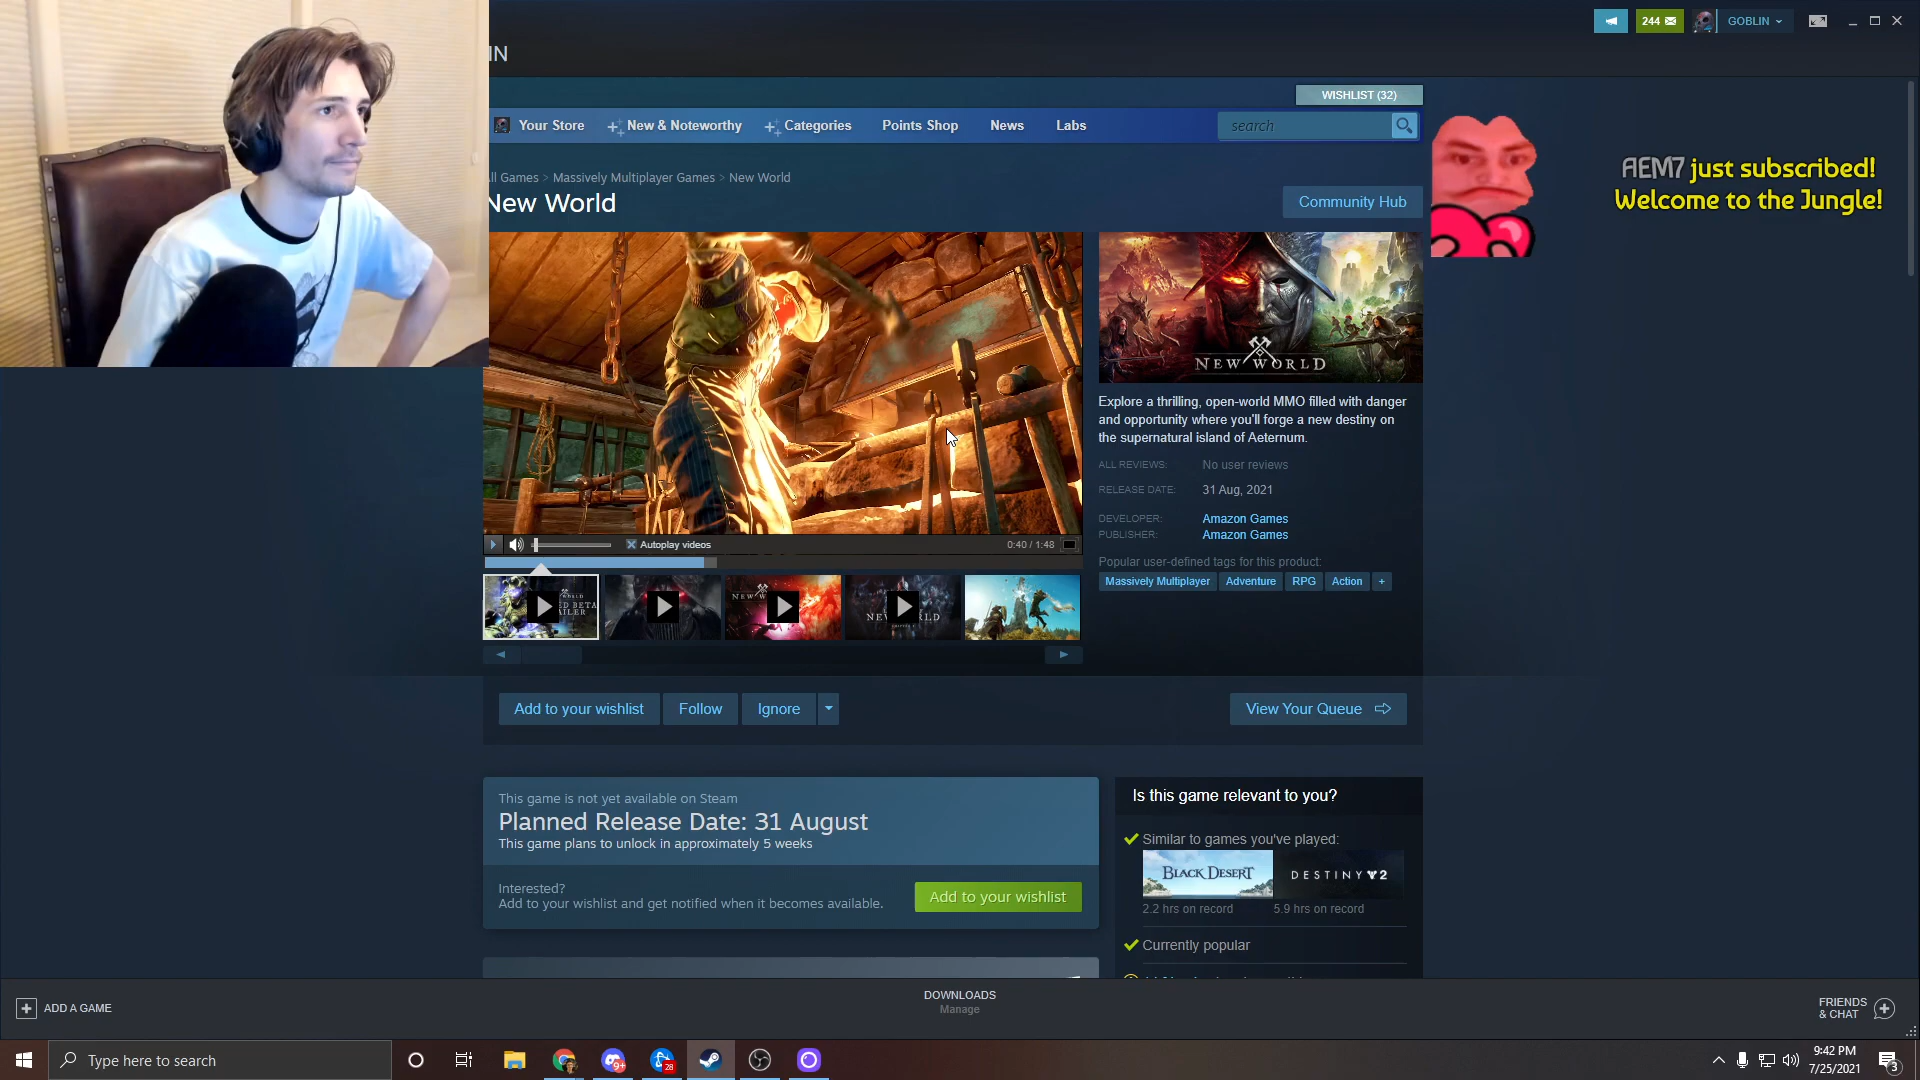 244
GOBLIN
IN
WISHLIST (32)
Your Store
New & Noteworthy
Categories
Points Shop
News
Labs
search
ll Games > Massively Multiplayer Games > New World
New World
Community Hub
AEM7 just subscribed!
Welcome to the Jungle!
NEW WORLD
Explore a thrilling, open-world MMO filled with danger
and opportunity where you'll forge a new destiny on
the supernatural island of Aeternum.
ALL REVIEWS: No user reviews
RELEASE DATE: 31 Aug, 2021
DEVELOPER: Amazon Games
PUBLISHER: Amazon Games
Popular user-defined tags for this product:
Massively Multiplayer
Adventure
RPG
Action
+
Autoplay videos
0:40 / 1:48
Add to your wishlist
Follow
Ignore
View Your Queue
This game is not yet available on Steam
Planned Release Date: 31 August
This game plans to unlock in approximately 5 weeks
Interested?
Add to your wishlist and get notified when it becomes available.
Add to your wishlist
Is this game relevant to you?
Similar to games you've played:
BLACK DESERT
DESTINY 2
2.2 hrs on record
5.9 hrs on record
Currently popular
ADD A GAME
DOWNLOADS
Manage
FRIENDS
& CHAT
Type here to search
9+
28
9:42 PM
7/25/2021
3